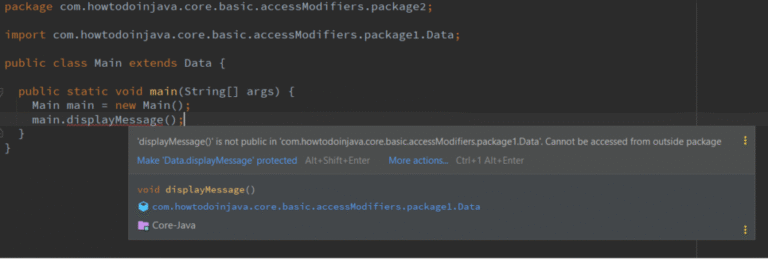 package com.howtodoinjava.core.basic.accessModifiers.package2;
import com.howtodoinjava.core.basic.accessModifiers.package1.Data;
public class Main extends Data {
public static void main(String[] args) {
Main main = new Main();
main.displayMessage();
}
}
'displayMessage()' is not public in 'com.howtodoinjava.core.basic.accessModifiers.package1.Data'. Cannot be accessed from outside package
Make 'Data.displayMessage' protected Alt+Shift+Enter More actions... Ctrl+1 Alt+Enter
void displayMessage()
com.howtodoinjava.core.basic.accessModifiers.package1.Data
Core-Java